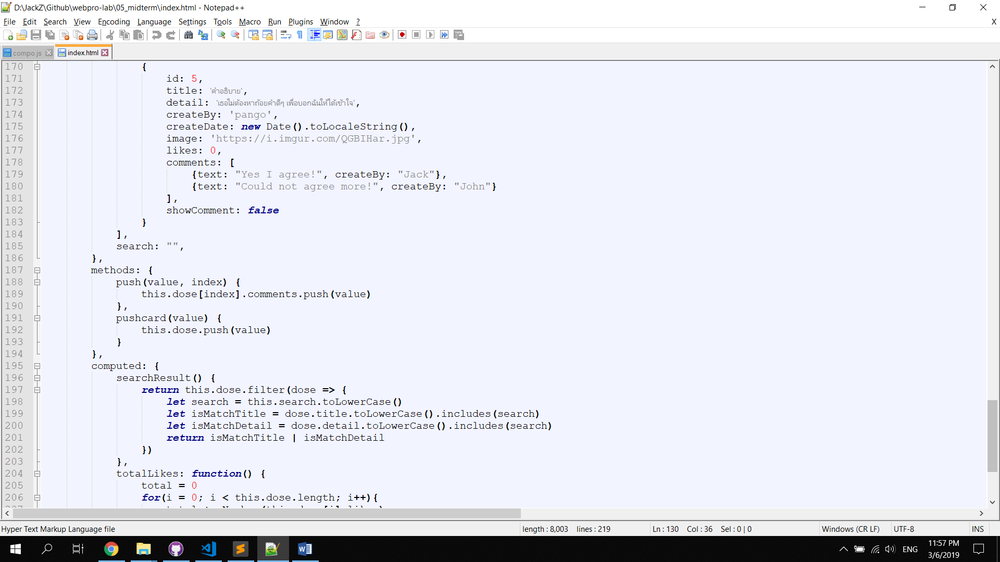 D:\JackZ\Github\webpro-lab\05_midterm\index.html - Notepad++
File Edit Search View Encoding Language Settings Tools Macro Run Plugins Window ? X
compo.js index.html
170 {
171 id: 5,
172 title: 'คำอธิบาย',
173 detail: 'เธอไม่ต้องหาถ้อยคำดีๆ เพื่อบอกฉันให้ได้เข้าใจ',
174 createBy: 'pango',
175 createDate: new Date().toLocaleString(),
176 image: 'https://i.imgur.com/QGBIHar.jpg',
177 likes: 0,
178 comments: [
179 {text: "Yes I agree!", createBy: "Jack"},
180 {text: "Could not agree more!", createBy: "John"}
181 ],
182 showComment: false
183 }
184 ],
185 search: "",
186 },
187 methods: {
188 push(value, index) {
189 this.dose[index].comments.push(value)
190 },
191 pushcard(value) {
192 this.dose.push(value)
193 }
194 },
195 computed: {
196 searchResult() {
197 return this.dose.filter(dose => {
198 let search = this.search.toLowerCase()
199 let isMatchTitle = dose.title.toLowerCase().includes(search)
200 let isMatchDetail = dose.detail.toLowerCase().includes(search)
201 return isMatchTitle | isMatchDetail
202 })
203 },
204 totalLikes: function() {
205 total = 0
206 for(i = 0; i < this.dose.length; i++){
Hyper Text Markup Language file length : 8,003 lines : 219 Ln : 130 Col : 36 Sel : 0 | 0 Windows (CR LF) UTF-8 INS
ENG 11:57 PM
3/6/2019